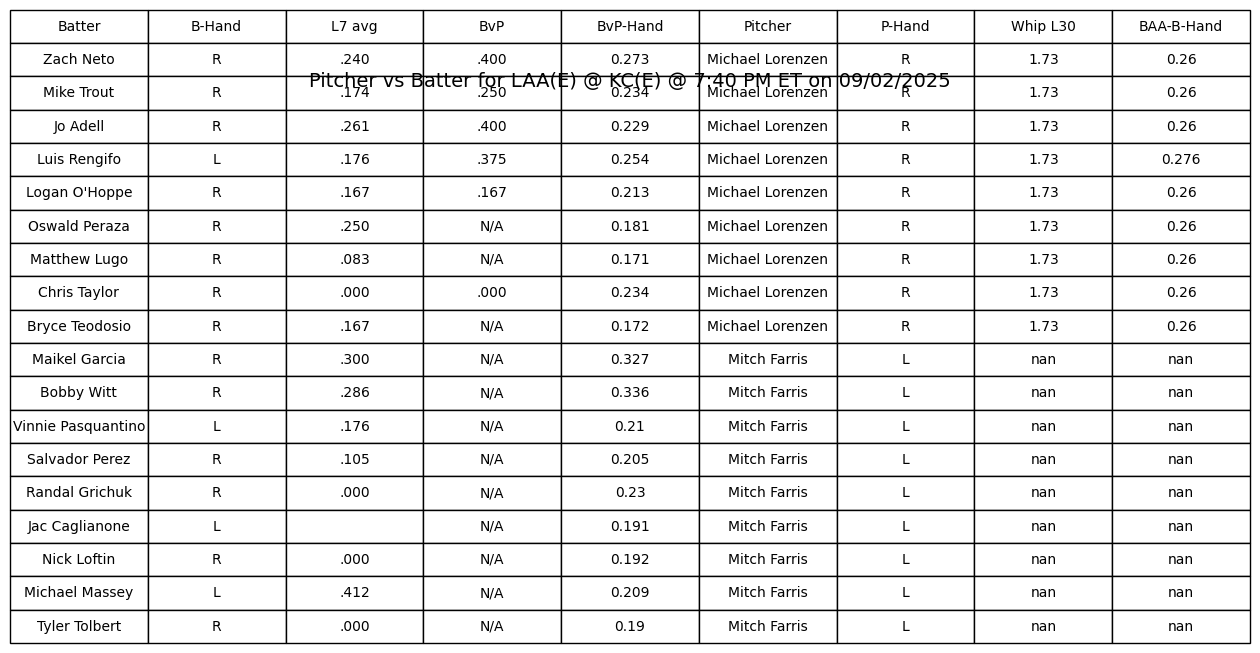 Batter B-Hand L7 avg BvP BvP-Hand Pitcher P-Hand Whip L30 BAA-B-Hand
Zach Neto R .240 .400 0.273 Michael Lorenzen R 1.73 0.26
Pitcher vs Batter for LAA(E) @ KC(E) @ 7:40 PM ET on 09/02/2025
Mike Trout R .174 .250 0.234 Michael Lorenzen R 1.73 0.26
Jo Adell R .261 .400 0.229 Michael Lorenzen R 1.73 0.26
Luis Rengifo L .176 .375 0.254 Michael Lorenzen R 1.73 0.276
Logan O'Hoppe R .167 .167 0.213 Michael Lorenzen R 1.73 0.26
Oswald Peraza R .250 N/A 0.181 Michael Lorenzen R 1.73 0.26
Matthew Lugo R .083 N/A 0.171 Michael Lorenzen R 1.73 0.26
Chris Taylor R .000 .000 0.234 Michael Lorenzen R 1.73 0.26
Bryce Teodosio R .167 N/A 0.172 Michael Lorenzen R 1.73 0.26
Maikel Garcia R .300 N/A 0.327 Mitch Farris L nan nan
Bobby Witt R .286 N/A 0.336 Mitch Farris L nan nan
Vinnie Pasquantino L .176 N/A 0.21 Mitch Farris L nan nan
Salvador Perez R .105 N/A 0.205 Mitch Farris L nan nan
Randal Grichuk R .000 N/A 0.23 Mitch Farris L nan nan
Jac Caglianone L N/A 0.191 Mitch Farris L nan nan
Nick Loftin R .000 N/A 0.192 Mitch Farris L nan nan
Michael Massey L .412 N/A 0.209 Mitch Farris L nan nan
Tyler Tolbert R .000 N/A 0.19 Mitch Farris L nan nan